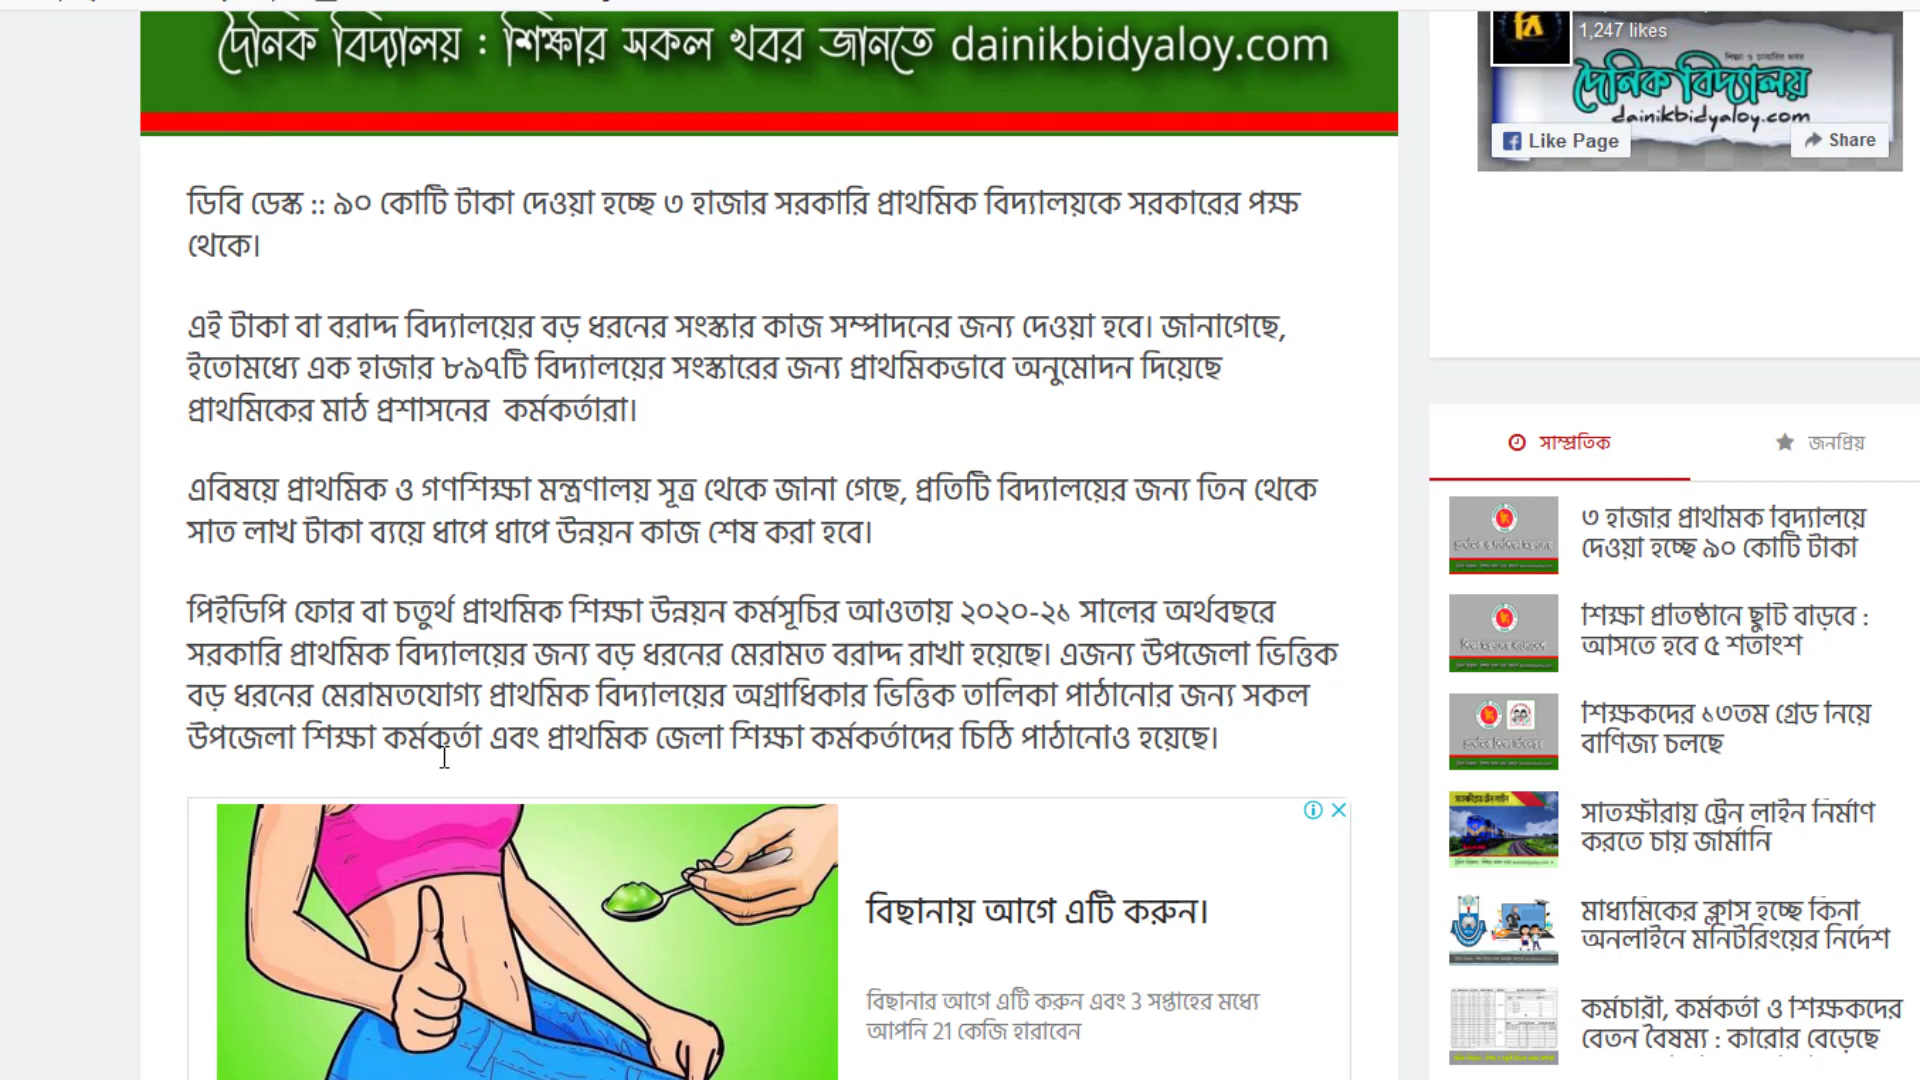 দৈনিক বিদ্যালয় : শিক্ষার সকল খবর জানতে dainikbidyaloy.com
ডিবি ডেস্ক :: ৯০ কোটি টাকা দেওয়া হচ্ছে ৩ হাজার সরকারি প্রাথমিক বিদ্যালয়কে সরকারের পক্ষ
থেকে।
এই টাকা বা বরাদ্দ বিদ্যালয়ের বড় ধরনের সংস্কার কাজ সম্পাদনের জন্য দেওয়া হবে। জানাগেছে,
ইতোমধ্যে এক হাজার ৮৯৭টি বিদ্যালয়ের সংস্কারের জন্য প্রাথমিকভাবে অনুমোদন দিয়েছে
প্রাথমিকের মাঠ প্রশাসনের কর্মকর্তারা।
এবিষয়ে প্রাথমিক ও গণশিক্ষা মন্ত্রণালয় সূত্র থেকে জানা গেছে, প্রতিটি বিদ্যালয়ের জন্য তিন থেকে
সাত লাখ টাকা ব্যয়ে ধাপে ধাপে উন্নয়ন কাজ শেষ করা হবে।
পিইডিপি ফোর বা চতুর্থ প্রাথমিক শিক্ষা উন্নয়ন কর্মসূচির আওতায় ২০২০-২১ সালের অর্থবছরে
সরকারি প্রাথমিক বিদ্যালয়ের জন্য বড় ধরনের মেরামত বরাদ্দ রাখা হয়েছে। এজন্য উপজেলা ভিত্তিক
বড় ধরনের মেরামতযোগ্য প্রাথমিক বিদ্যালয়ের অগ্রাধিকার ভিত্তিক তালিকা পাঠানোর জন্য সকল
উপজেলা শিক্ষা কর্মকর্তা এবং প্রাথমিক জেলা শিক্ষা কর্মকর্তাদের চিঠি পাঠানোও হয়েছে।
বিছানায় আগে এটি করুন।
বিছানার আগে এটি করুন এবং 3 সপ্তাহের মধ্যে
আপনি 21 কেজি হারাবেন
1,247 likes
শিক্ষা ও চাকরির খবর
দৈনিক বিদ্যালয়
dainikbidyaloy.com
Like Page
Share
সাম্প্রতিক
জনপ্রিয়
৩ হাজার প্রাথমিক বিদ্যালয়ে
দেওয়া হচ্ছে ৯০ কোটি টাকা
শিক্ষা প্রতিষ্ঠানে ছুটি বাড়বে :
আসতে হবে ৫ শতাংশ
শিক্ষকদের ১৩তম গ্রেড নিয়ে
বাণিজ্য চলছে
সাতক্ষীরায় ট্রেন লাইন নির্মাণ
করতে চায় জার্মানি
মাধ্যমিকের ক্লাস হচ্ছে কিনা
অনলাইনে মনিটরিংয়ের নির্দেশ
কর্মচারী, কর্মকর্তা ও শিক্ষকদের
বেতন বৈষম্য : কারোর বেড়েছে